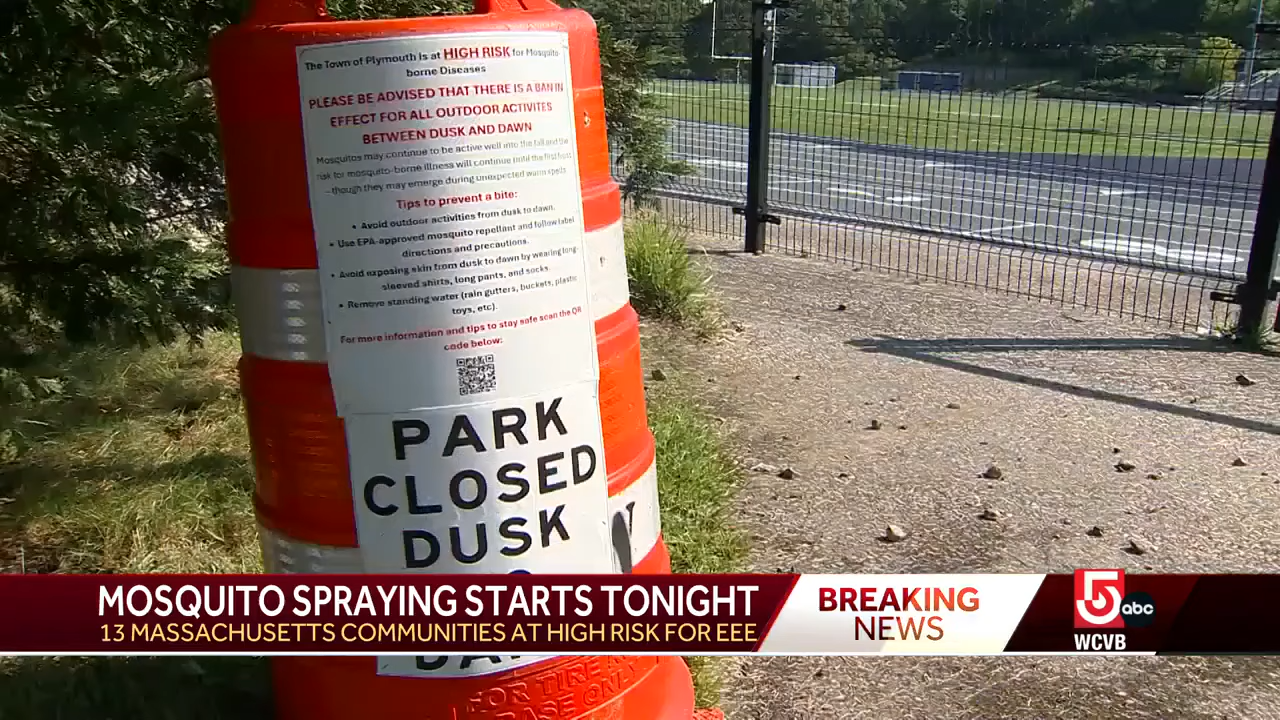 The Town of Plymouth is at HIGH RISK for Mosquito
borne Diseases
PLEASE BE ADVISED THAT THERE IS A BAN IN
EFFECT FOR ALL OUTDOOR ACTIVITES
BETWEEN DUSK AND DAWN
Mosquitos may continue to be active well into the fall and the
risk for mosquito-borne illness will continue until the first frost
– though they may emerge during unexpected warm spells.
Tips to prevent a bite:
• Avoid outdoor activities from dusk to dawn.
• Use EPA-approved mosquito repellant and follow label
directions and precautions.
• Avoid exposing skin from dusk to dawn by wearing long-
sleeved shirts, long pants, and socks.
• Remove standing water (rain gutters, buckets, plastic
toys, etc).
For more information and tips to stay safe scan the QR
code below:
PARK
CLOSED
DUSK
MOSQUITO SPRAYING STARTS TONIGHT
13 MASSACHUSETTS COMMUNITIES AT HIGH RISK FOR EEE
BREAKING
NEWS
5 abc
WCVB
FOR TIRE
BASE ONLY